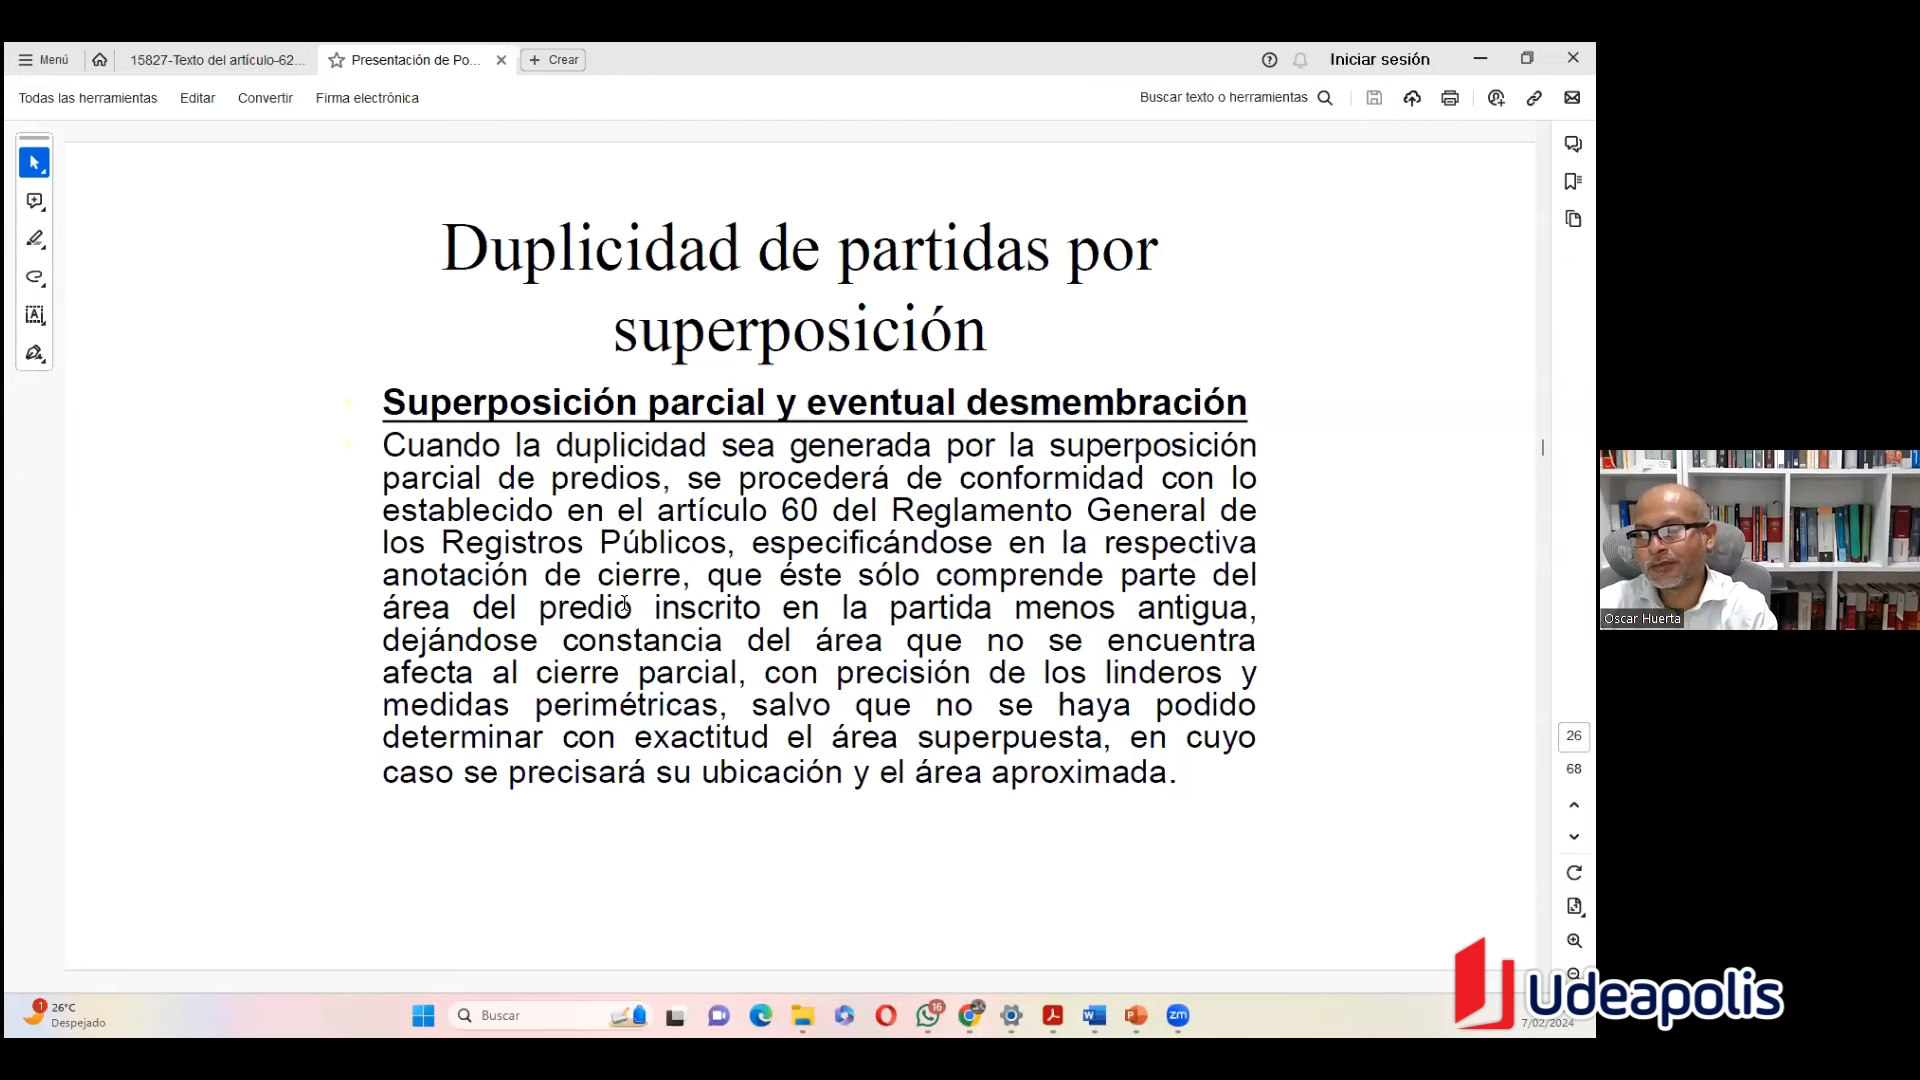 Menú
15827-Texto del artículo-62...
Presentación de Po...
Crear
Iniciar sesión
Todas las herramientas
Editar
Convertir
Firma electrónica
Buscar texto o herramientas
Duplicidad de partidas por
superposición
Superposición parcial y eventual desmembración
Cuando la duplicidad sea generada por la superposición
parcial de predios, se procederá de conformidad con lo
establecido en el artículo 60 del Reglamento General de
los Registros Públicos, especificándose en la respectiva
anotación de cierre, que éste sólo comprende parte del
área del predio inscrito en la partida menos antigua,
dejándose constancia del área que no se encuentra
afecta al cierre parcial, con precisión de los linderos y
medidas perimétricas, salvo que no se haya podido
determinar con exactitud el área superpuesta, en cuyo
caso se precisará su ubicación y el área aproximada.
26
68
Oscar Huerta
1
26°C
Despejado
Buscar
16
7/02/2024
Udeapolis